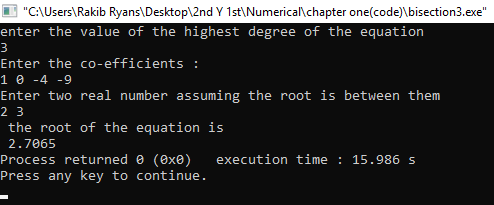 "C:\Users\Rakib Ryans\Desktop\2nd Y 1st\Numerical\chapter one(code)\bisection3.exe"
enter the value of the highest degree of the equation
3
Enter the co-efficients :
1 0 -4 -9
Enter two real number assuming the root is between them
2 3
 the root of the equation is
 2.7065
Process returned 0 (0x0)   execution time : 15.986 s
Press any key to continue.